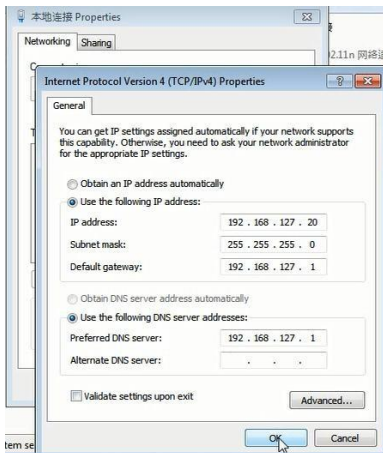 本地连接 Properties
Networking
Sharing
02.11n 网络
Internet Protocol Version 4 (TCP/IPv4) Properties
General
You can get IP settings assigned automatically if your network supports
this capability. Otherwise, you need to ask your network administrator
for the appropriate IP settings.
Obtain an IP address automatically
Use the following IP address:
IP address: 192 . 168 . 127 . 20
Subnet mask: 255 . 255 . 255 . 0
Default gateway: 192 . 168 . 127 . 1
Obtain DNS server address automatically
Use the following DNS server addresses:
Preferred DNS server: 192 . 168 . 127 . 1
Alternate DNS server: . . .
Validate settings upon exit
Advanced...
OK
Cancel
tem se